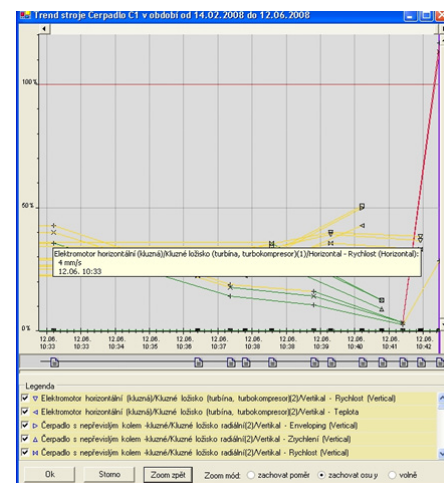 Trend stroje Čerpadlo C1 v období od 14.02.2008 do 12.06.2008
100 %
50 %
Elektromotor horizontální (kluzná)/Kluzné ložisko (turbína, turbokompresor)(1)/Horizontal - Rychlost (Horizontal):
4 mm/s
12.06. 10:33
0 %
12.06. 12.06. 12.06. 12.06. 12.06. 12.06. 12.06. 12.06. 12.06. 12.06.
10:33 10:34 10:35 10:36 10:37 10:38 10:39 10:40 10:41 10:42
Legenda
Elektromotor horizontální (kluzná)/Kluzné ložisko (turbína, turbokompresor)(2)/Vertikal - Rychlost (Vertical)
Elektromotor horizontální (kluzná)/Kluzné ložisko (turbína, turbokompresor)(2)/Vertikal - Teplota
Čerpadlo s nepřevislým kolem -kluzné/Kluzné ložisko radiální(2)/Vertikal - Enveloping (Vertical)
Čerpadlo s nepřevislým kolem -kluzné/Kluzné ložisko radiální(2)/Vertikal - Zrychlení (Vertical)
Čerpadlo s nepřevislým kolem -kluzné/Kluzné ložisko radiální(2)/Vertikal - Rychlost (Vertical)
Ok Storno Zoom zpět Zoom mód: zachovat poměr zachovat osu y volně